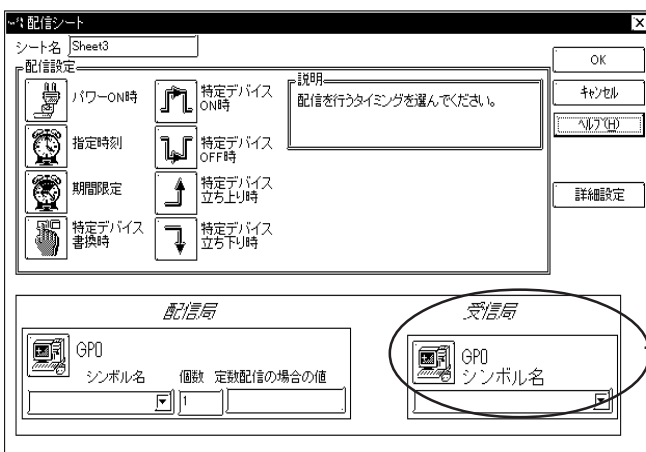 配信シート
シート名 Sheet3
配信設定
パワーON時
指定時刻
期間限定
特定デバイス
書換時
特定デバイス
ON時
特定デバイス
OFF時
特定デバイス
立ち上り時
特定デバイス
立ち下り時
説明
配信を行うタイミングを選んでください。
OK
キャンセル
ヘルプ(H)
詳細設定
配信局
GP0
シンボル名 個数 定数配信の場合の値
1
受信局
GP0
シンボル名